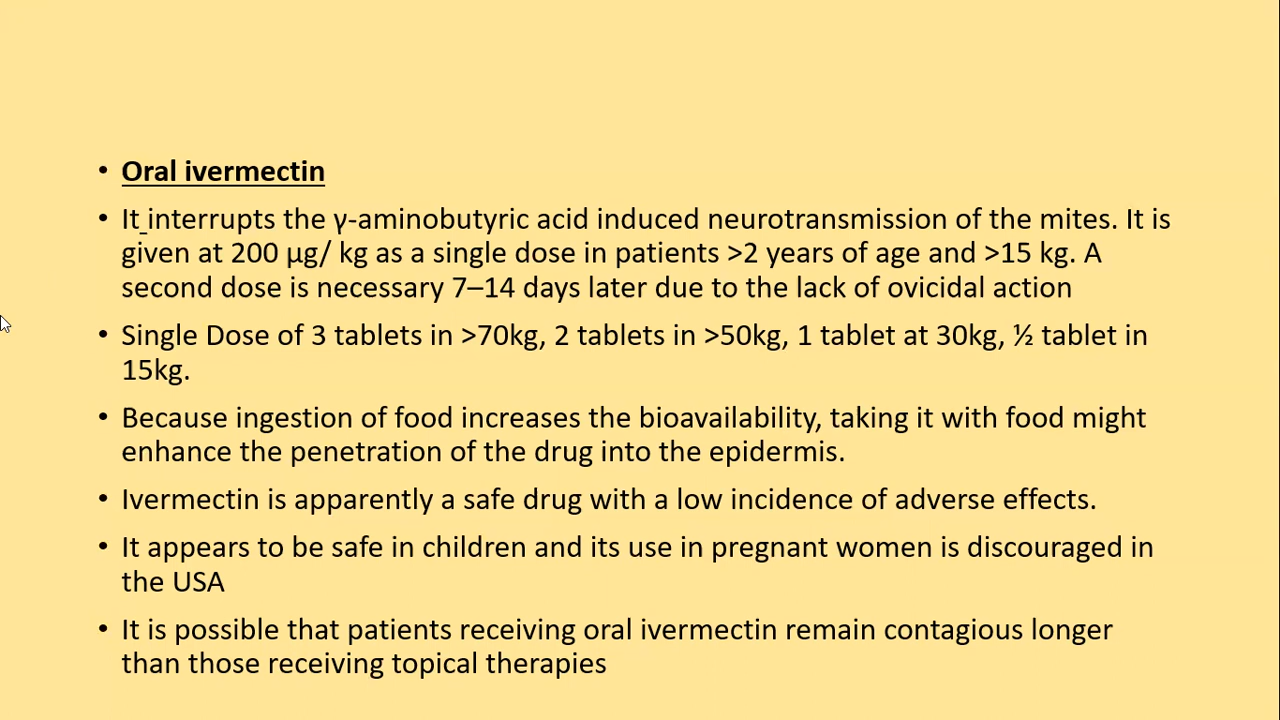 • Oral ivermectin
• It interrupts the γ-aminobutyric acid induced neurotransmission of the mites. It is
given at 200 μg/ kg as a single dose in patients >2 years of age and >15 kg. A
second dose is necessary 7–14 days later due to the lack of ovicidal action
• Single Dose of 3 tablets in >70kg, 2 tablets in >50kg, 1 tablet at 30kg, ½ tablet in
15kg.
• Because ingestion of food increases the bioavailability, taking it with food might
enhance the penetration of the drug into the epidermis.
• Ivermectin is apparently a safe drug with a low incidence of adverse effects.
• It appears to be safe in children and its use in pregnant women is discouraged in
the USA
• It is possible that patients receiving oral ivermectin remain contagious longer
than those receiving topical therapies